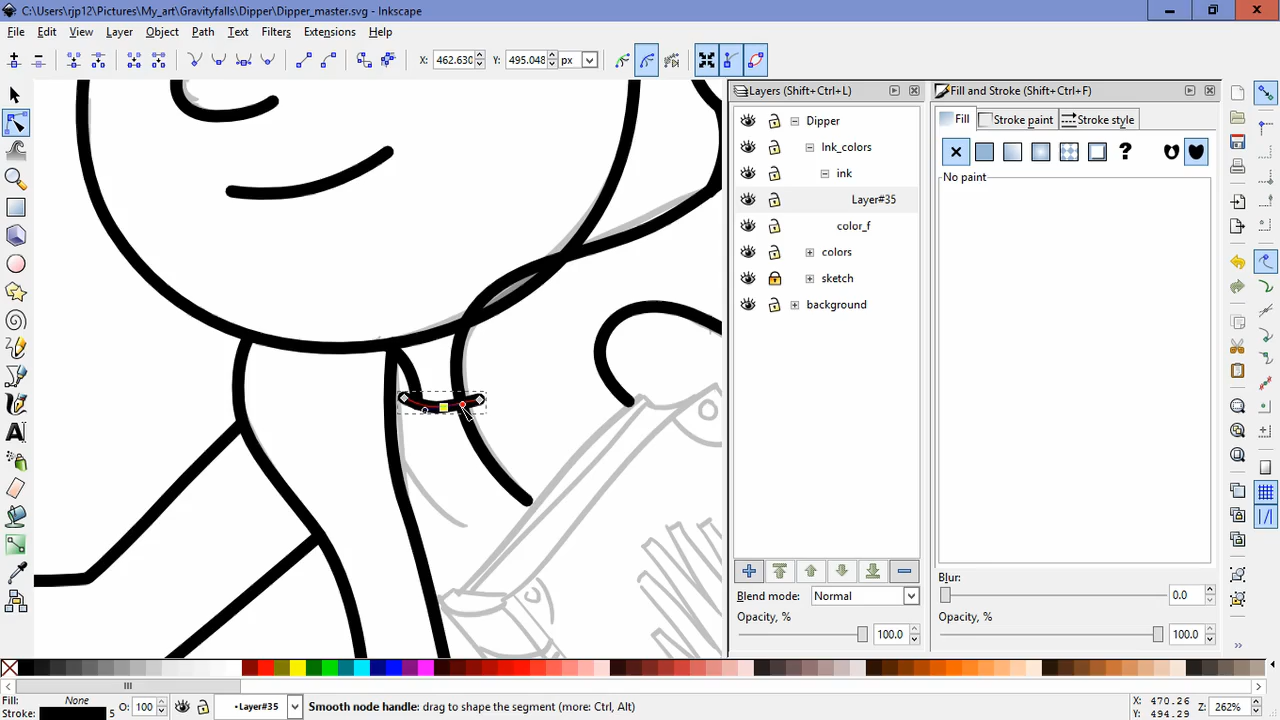 C:\Users\rjp12\Pictures\My_art\Gravityfalls\Dipper\Dipper_master.svg - Inkscape
File Edit View Layer Object Path Text Filters Extensions Help
X: 462.630 Y: 495.048 px
Layers (Shift+Ctrl+L)
Dipper
Ink_colors
ink
Layer#35
color_f
colors
sketch
background
Blend mode: Normal
Opacity, %
100.0
Fill and Stroke (Shift+Ctrl+F)
Fill Stroke paint Stroke style
?
No paint
Blur:
0.0
Opacity, %
100.0
Fill: None
Stroke: 5
O: 100
•Layer#35
Smooth node handle: drag to shape the segment (more: Ctrl, Alt)
X: 470.26
Y: 494.29
Z: 262%